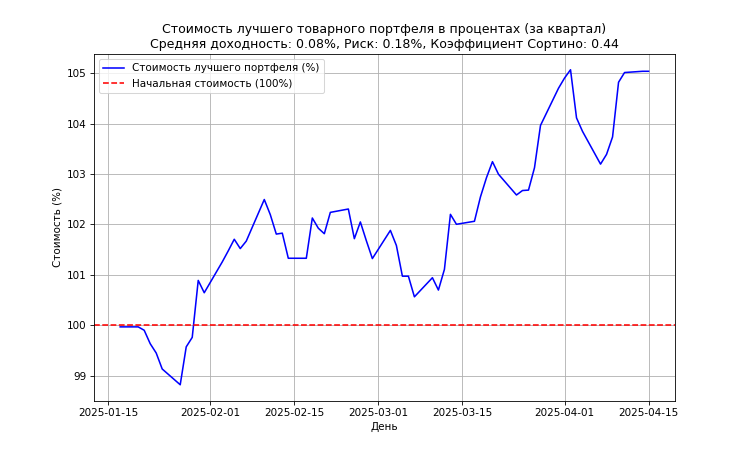 Стоимость лучшего товарного портфеля в процентах (за квартал)
Средняя доходность: 0.08%, Риск: 0.18%, Коэффициент Сортино: 0.44
Стоимость лучшего портфеля (%)
Начальная стоимость (100%)
Стоимость (%)
105
104
103
102
101
100
99
2025-01-15
2025-02-01
2025-02-15
2025-03-01
2025-03-15
2025-04-01
2025-04-15
День